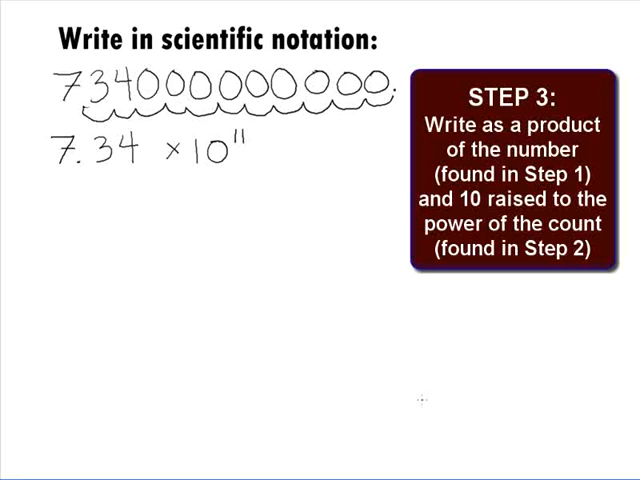 Write in scientific notation:
734000000000.
7.34 ×10¹¹
STEP 3:
Write as a product
of the number
(found in Step 1)
and 10 raised to the
power of the count
(found in Step 2)